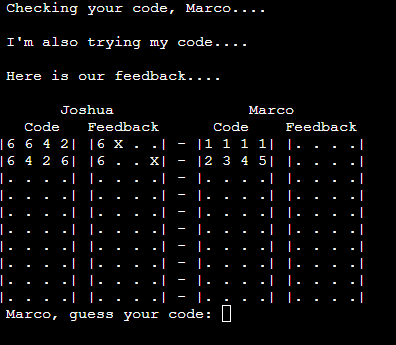 Checking your code, Marco....
I'm also trying my code....
Here is our feedback....
Joshua Marco
Code Feedback Code Feedback
|6 6 4 2| |6 x . .| - |1 1 1 1| |. . . .|
|6 4 2 6| |6 . . x| - |2 3 4 5| |. . . .|
|. . . .| |. . . .| - |. . . .| |. . . .|
|. . . .| |. . . .| - |. . . .| |. . . .|
|. . . .| |. . . .| - |. . . .| |. . . .|
|. . . .| |. . . .| - |. . . .| |. . . .|
|. . . .| |. . . .| - |. . . .| |. . . .|
|. . . .| |. . . .| - |. . . .| |. . . .|
|. . . .| |. . . .| - |. . . .| |. . . .|
|. . . .| |. . . .| - |. . . .| |. . . .|
Marco, guess your code: